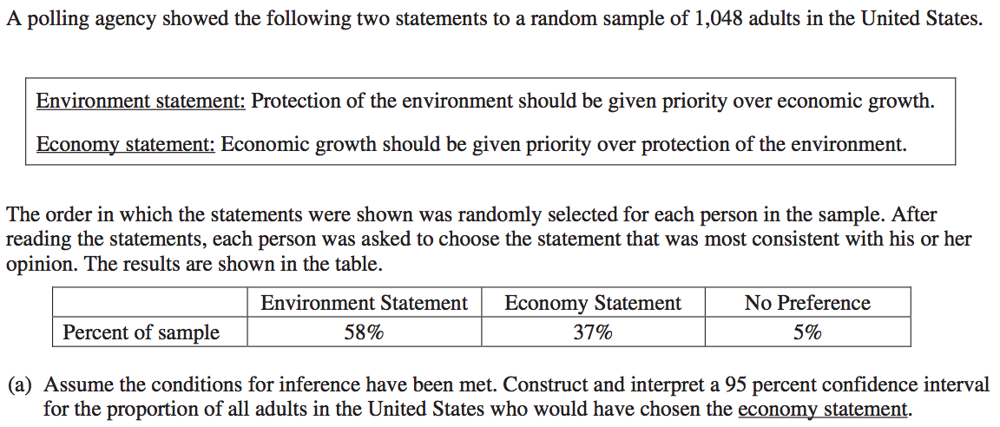 A polling agency showed the following two statements to a random sample of 1,048 adults in the United States.
Environment statement: Protection of the environment should be given priority over economic growth.
Economy statement: Economic growth should be given priority over protection of the environment.
The order in which the statements were shown was randomly selected for each person in the sample. After
reading the statements, each person was asked to choose the statement that was most consistent with his or her
opinion. The results are shown in the table.
Environment Statement Economy Statement No Preference
Percent of sample 58% 37% 5%
(a) Assume the conditions for inference have been met. Construct and interpret a 95 percent confidence interval
for the proportion of all adults in the United States who would have chosen the economy statement.